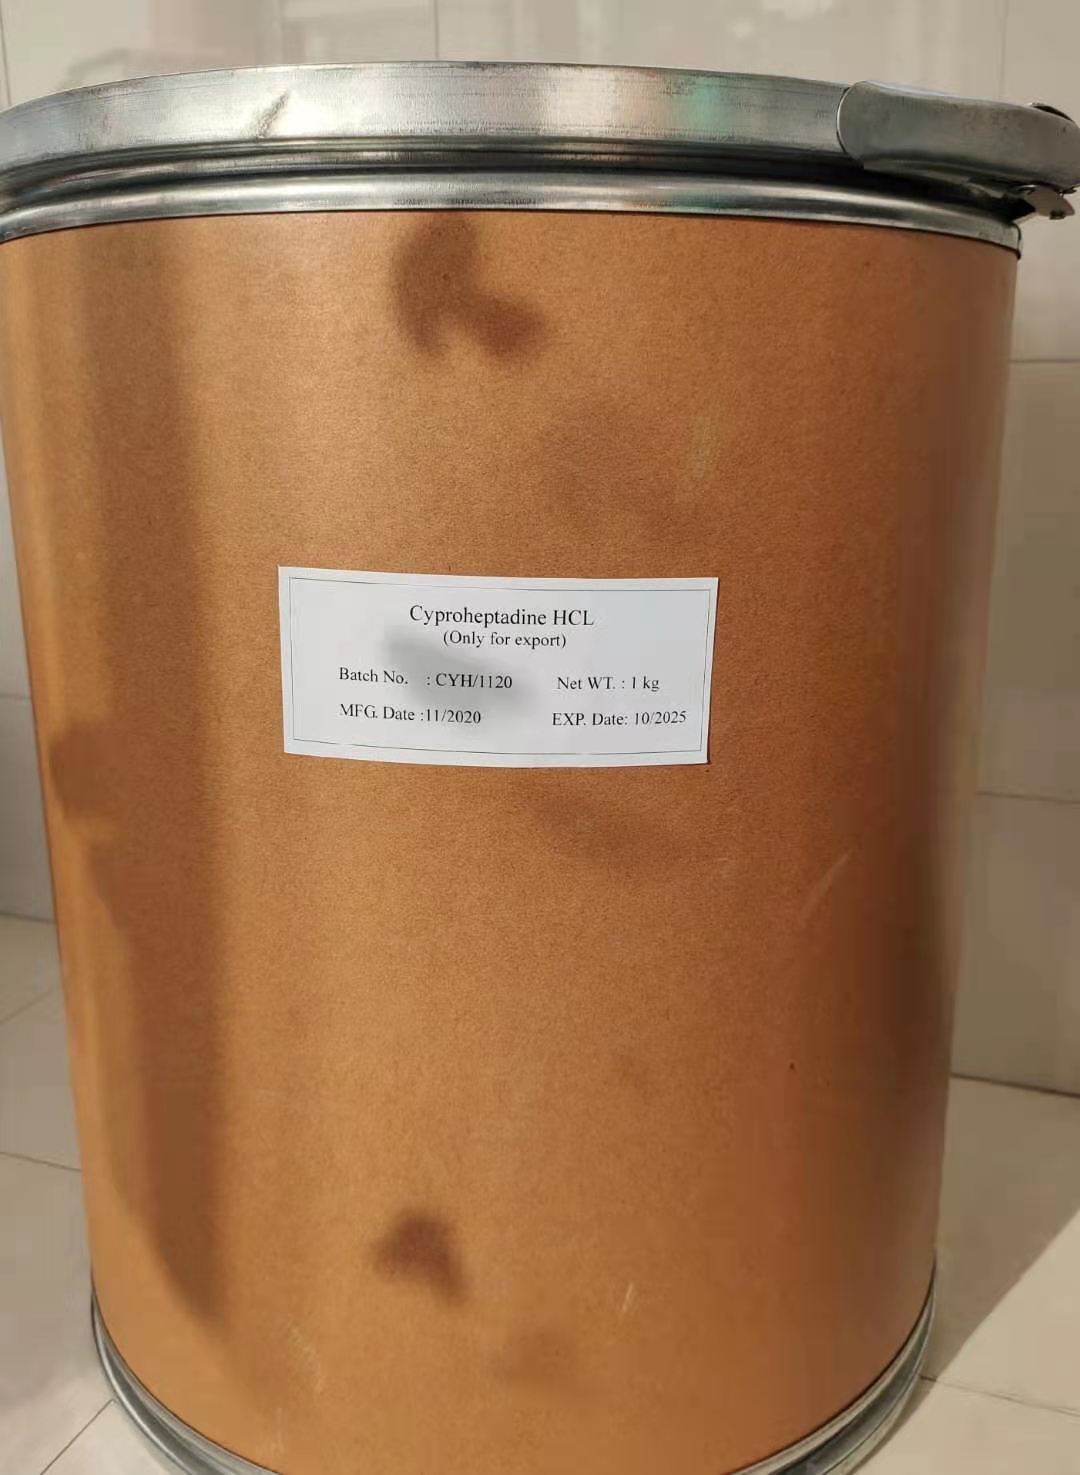 Cyproheptadine HCL
(Only for export)
Batch No. : CYH/1120 Net WT. : 1 kg
MFG. Date :11/2020 EXP. Date: 10/2025